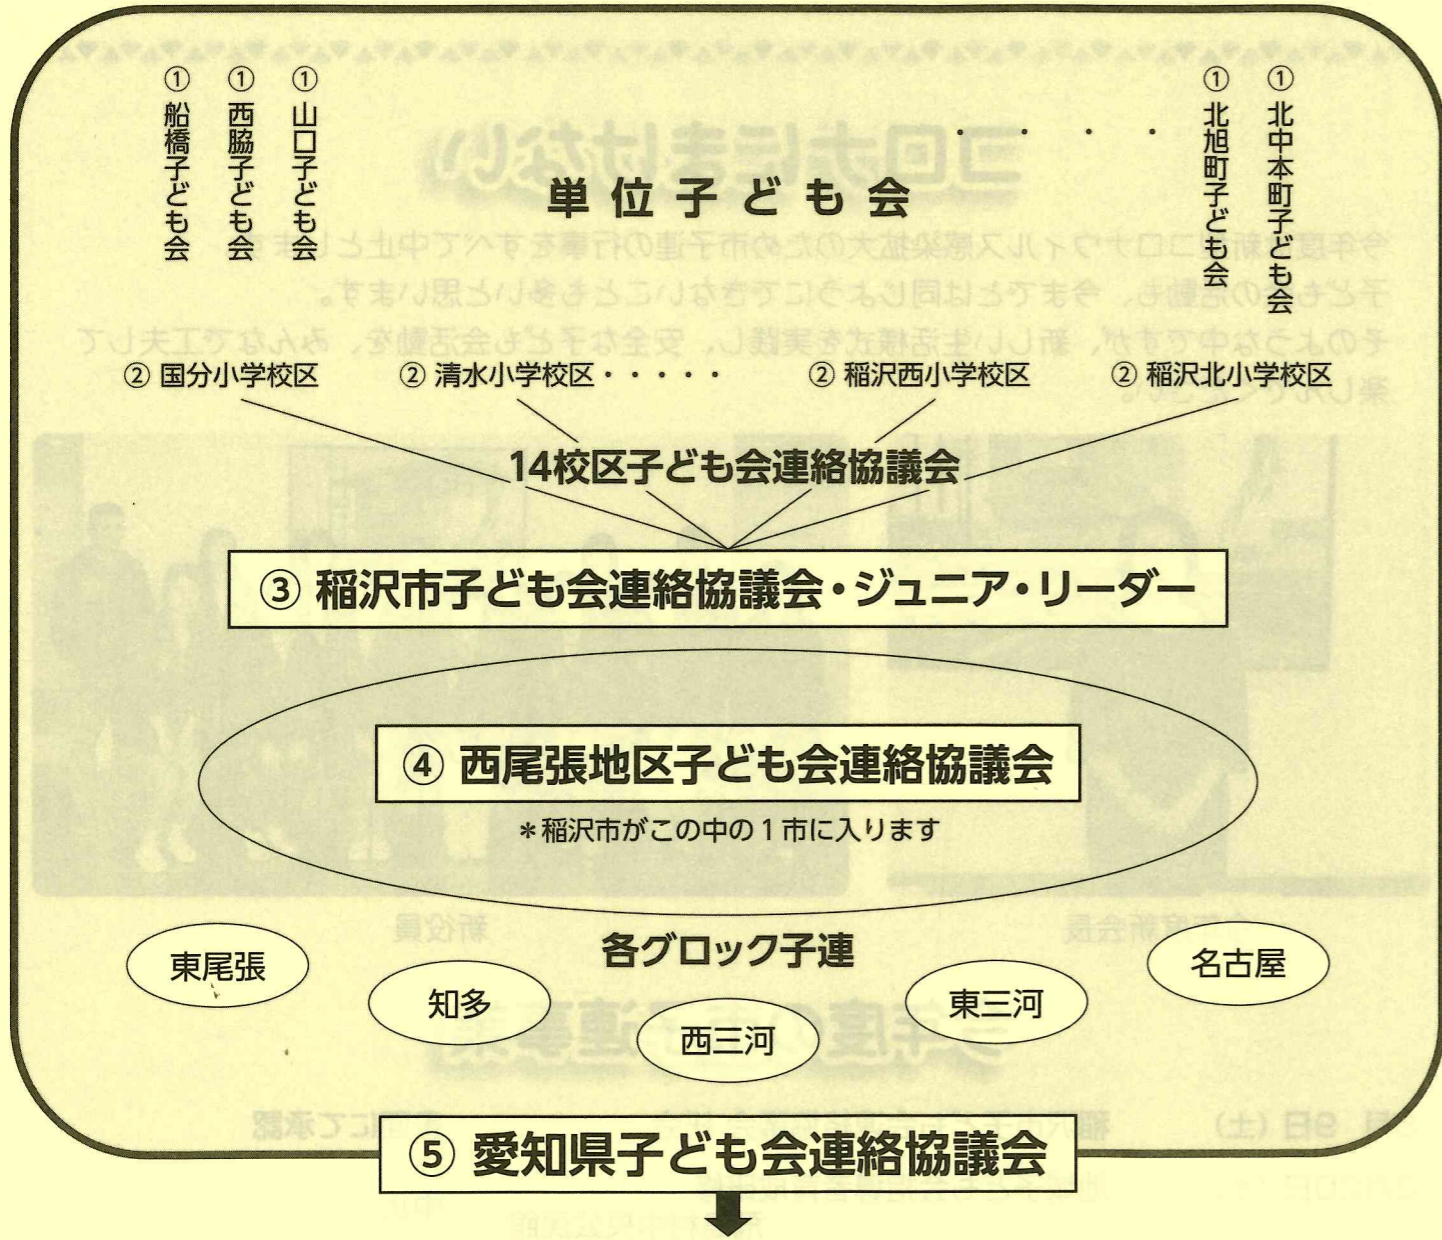 ① 船橋子ども会
① 西脇子ども会
① 山口子ども会
・・・・
① 北旭町子ども会
① 北中本町子ども会
単位子ども会
② 国分小学校区
② 清水小学校区・・・・・
② 稲沢西小学校区
② 稲沢北小学校区
14校区子ども会連絡協議会
③ 稲沢市子ども会連絡協議会・ジュニア・リーダー
④ 西尾張地区子ども会連絡協議会
＊稲沢市がこの中の1市に入ります
各グロック子連
東尾張
知多
西三河
東三河
名古屋
⑤ 愛知県子ども会連絡協議会